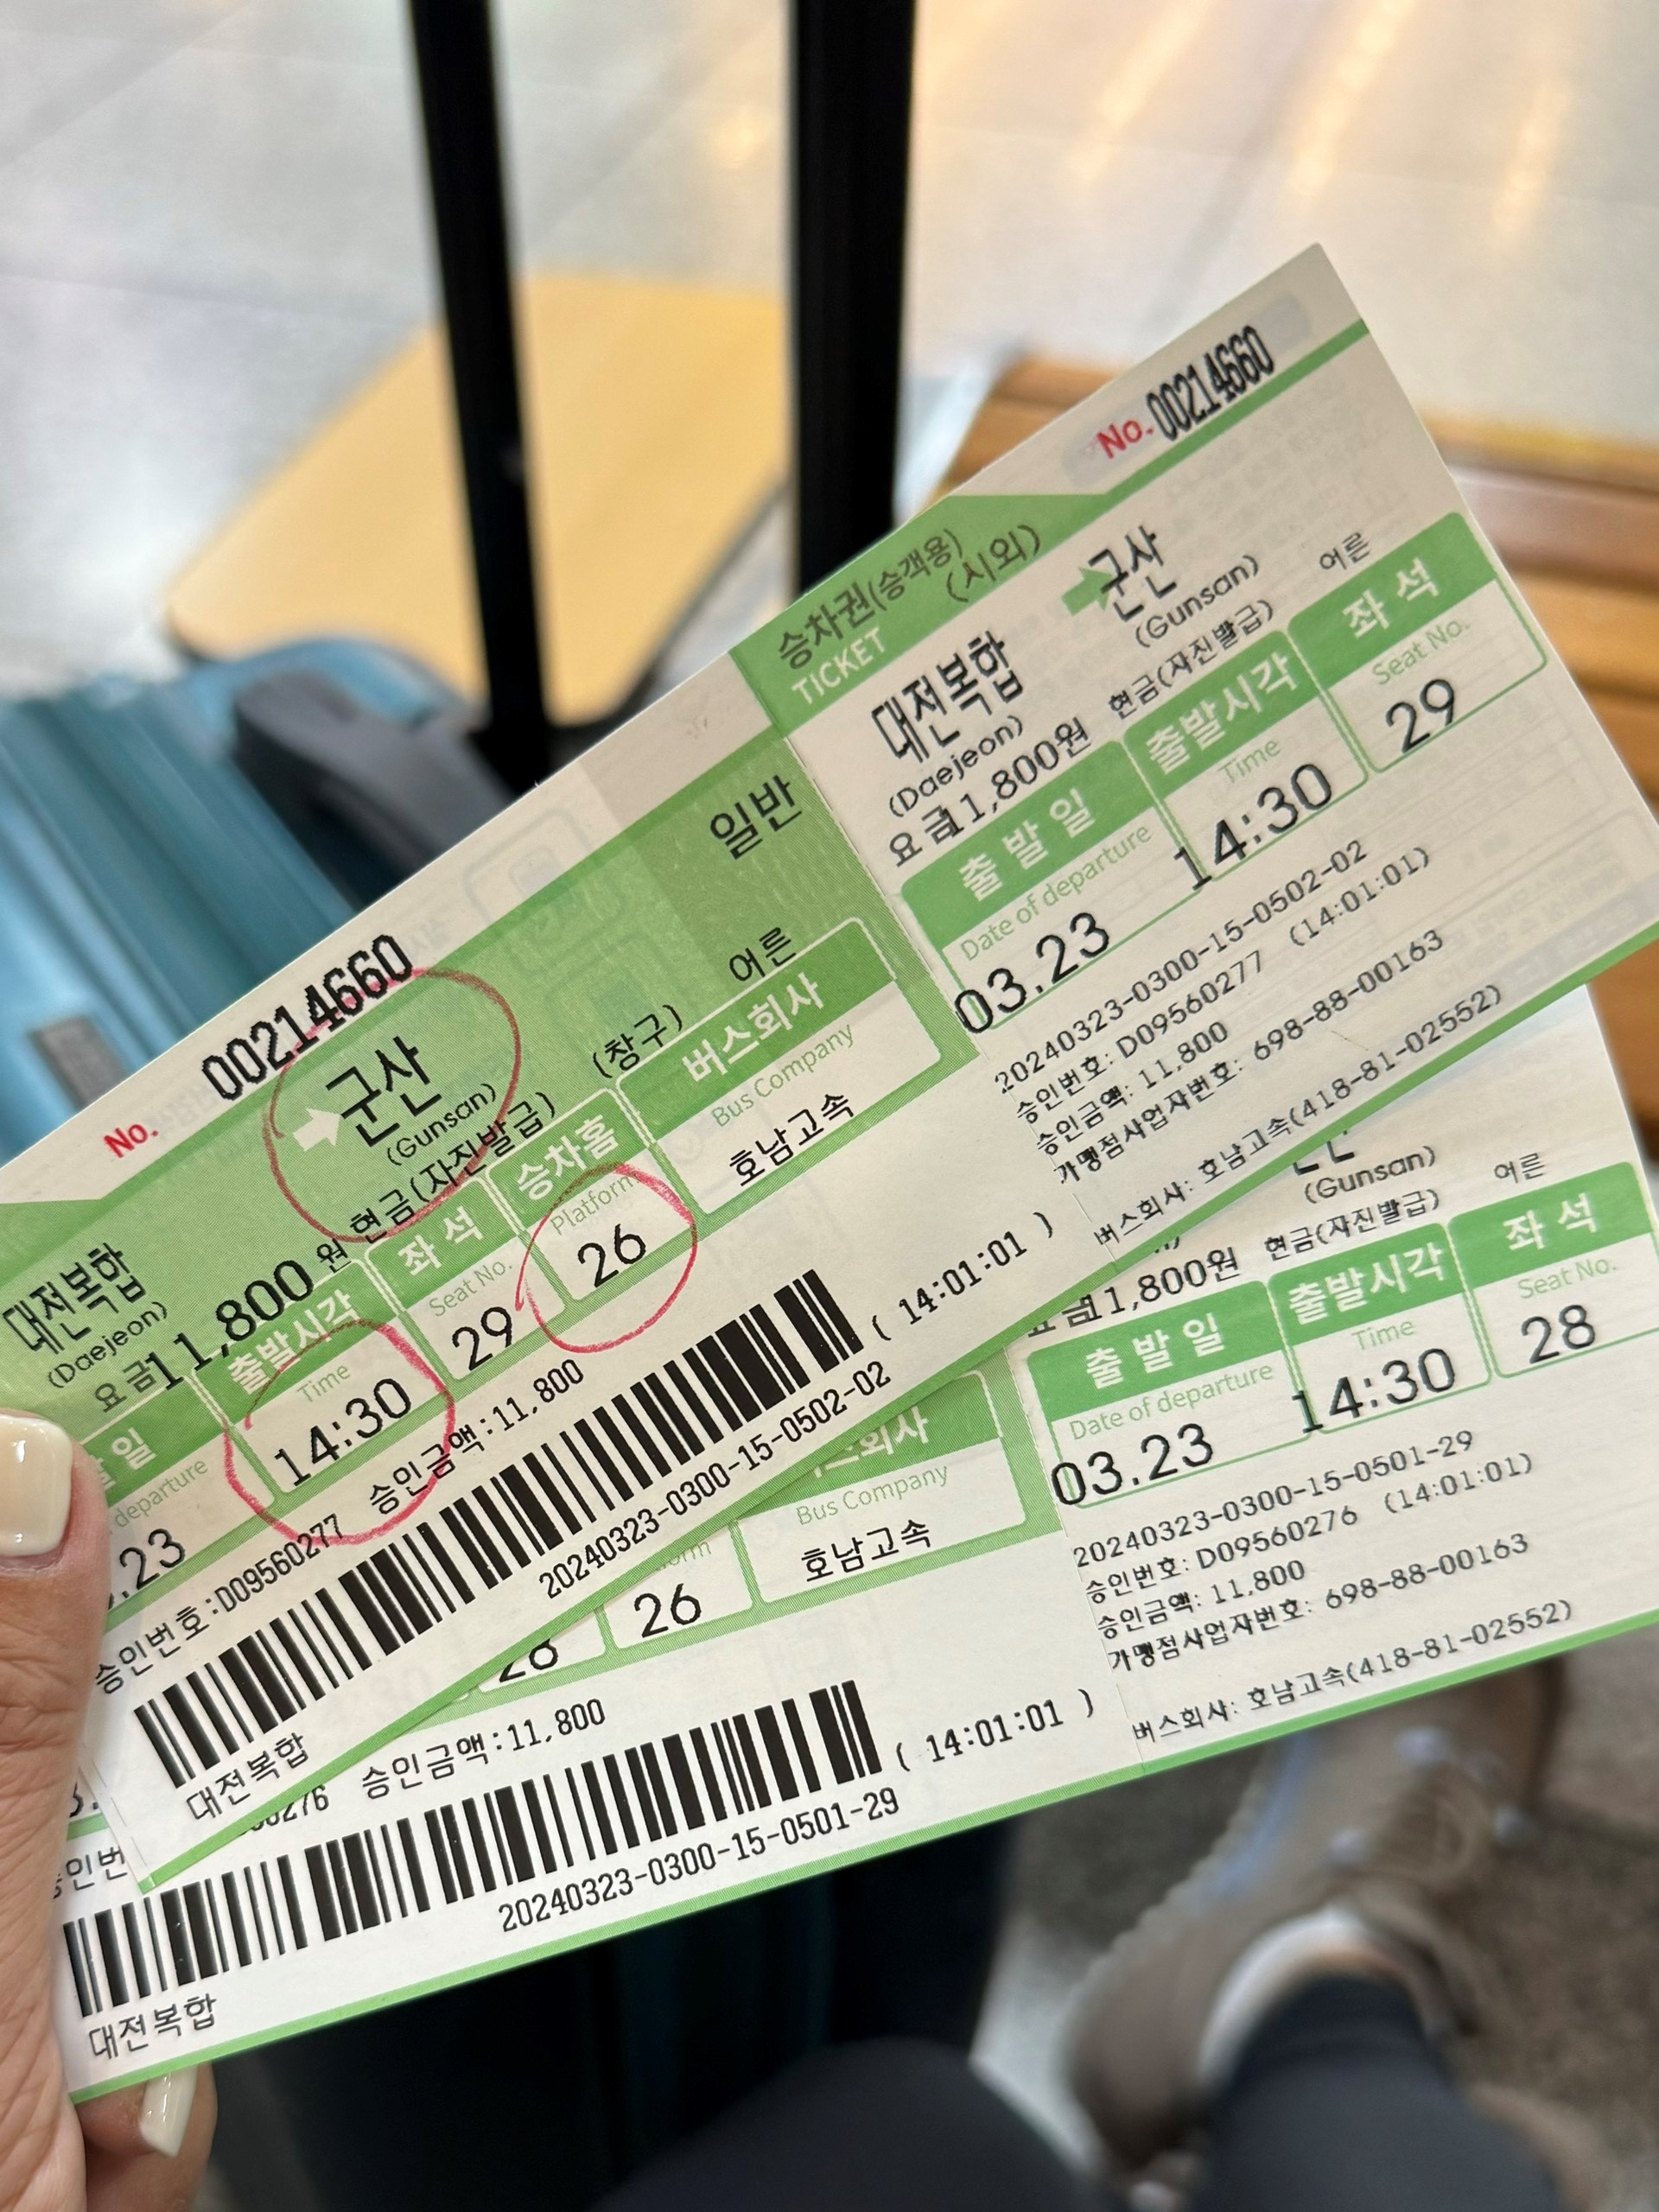 No. 00214660
대전복합
→군산
(Daejeon)
(Gunsan)
요금11,800원 현금(자진발급) (창구) 어른
일반
출발시각
Time
14:30
좌 석
Seat No.
29
승차홈
Platform
26
버스회사
Bus Company
호남고속
일
departure
.23
승인번호:D09560277 승인금액:11,800
20240323-0300-15-0502-02 ( 14:01:01 )
대전복합
승차권(승객용)
(시외)
TICKET
No.00214660
대전복합
→군산
(Daejeon)
(Gunsan)
요금11,800원 현금(자진발급) 어른
출 발 일
Date of departure
03.23
출발시각
Time
14:30
좌 석
Seat No.
29
20240323-0300-15-0502-02
승인번호: D09560277 (14:01:01)
승인금액: 11,800
가맹점사업자번호: 698-88-00163
버스회사: 호남고속(418-81-02552)
28
26
회사
Bus Company
호남고속
승인금액:11,800
20240323-0300-15-0501-29 ( 14:01:01 )
대전복합
(Gunsan)
요금11,800원 현금(자진발급) 어른
출 발 일
Date of departure
03.23
출발시각
Time
14:30
좌 석
Seat No.
28
20240323-0300-15-0501-29
승인번호: D09560276 (14:01:01)
승인금액: 11,800
가맹점사업자번호: 698-88-00163
버스회사: 호남고속(418-81-02552)